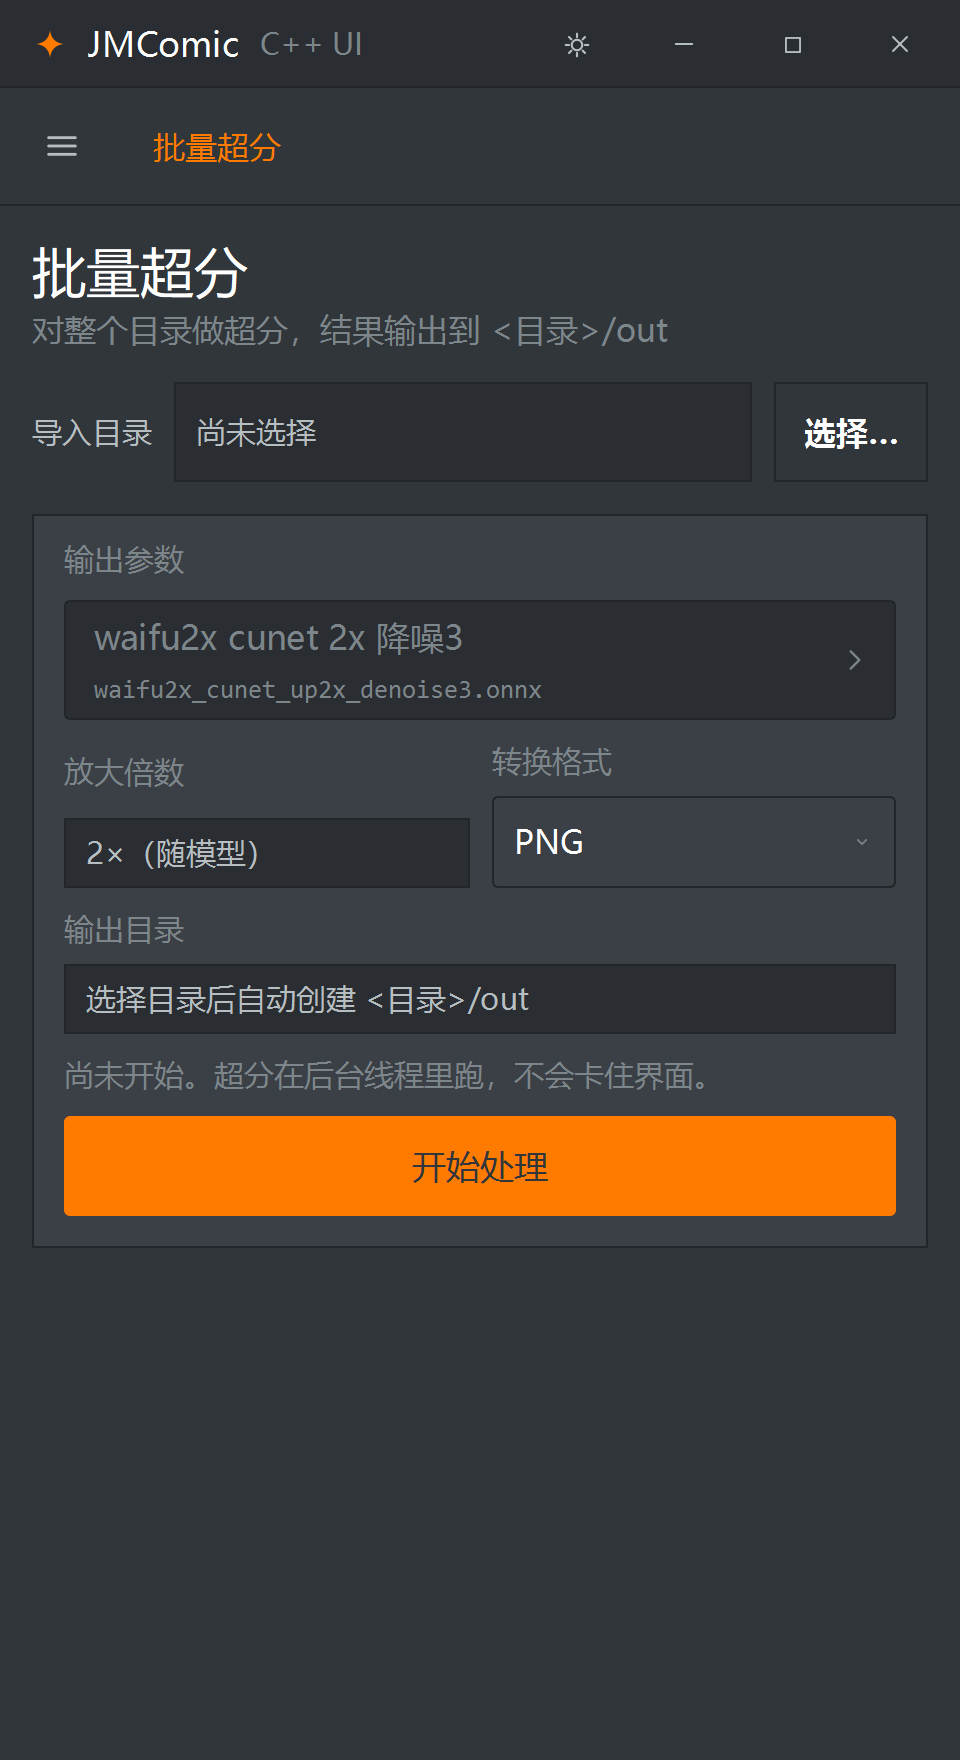 JMComic C++ UI
批量超分
批量超分
对整个目录做超分，结果输出到 <目录>/out
导入目录 尚未选择 选择...
输出参数
waifu2x cunet 2x 降噪3
waifu2x_cunet_up2x_denoise3.onnx
放大倍数 转换格式
2×（随模型） PNG
输出目录
选择目录后自动创建 <目录>/out
尚未开始。超分在后台线程里跑，不会卡住界面。
开始处理